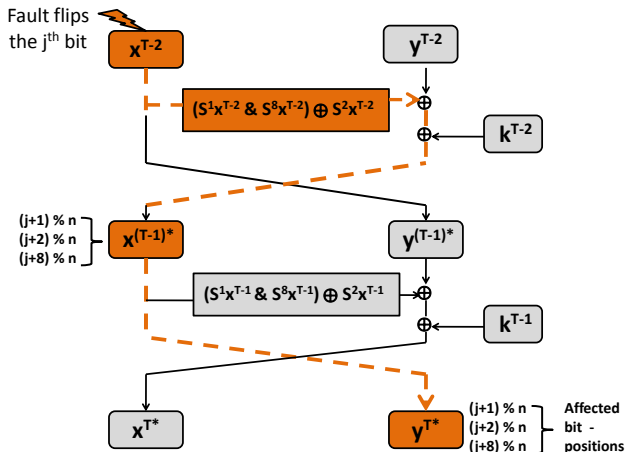 Fault flips
the jᵗʰ bit
xᵀ⁻²
yᵀ⁻²
(S¹xᵀ⁻² & S⁸xᵀ⁻²) ⊕ S²xᵀ⁻²
⊕
⊕
kᵀ⁻²
(j+1) % n
(j+2) % n
(j+8) % n
x⁽ᵀ⁻¹⁾*
y⁽ᵀ⁻¹⁾*
(S¹xᵀ⁻¹ & S⁸xᵀ⁻¹) ⊕ S²xᵀ⁻¹
⊕
⊕
kᵀ⁻¹
xᵀ*
yᵀ*
(j+1) % n
(j+2) % n
(j+8) % n
Affected
bit -
positions